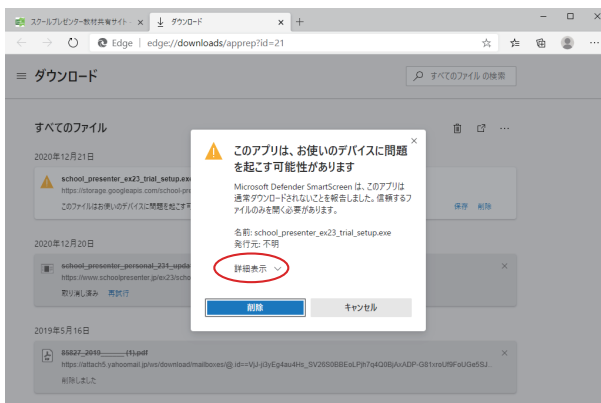 スクールプレゼンター教材共有サイト
ダウンロード
Edge edge://downloads/apprep?id=21
ダウンロード
すべてのファイル の検索
すべてのファイル
2020年12月21日
school_presenter_ex23_trial_setup.exe
https://storage.googleapis.com/school-pre
このファイルはお使いのデバイスに問題を起こす可
保存 削除
2020年12月20日
school_presenter_personal_231_upda
https://www.schoolpresenter.jp/ex23/scho
取り消し済み 再試行
2019年5月16日
85827_2019______(1).pdf
削除しました
このアプリは、お使いのデバイスに問題
を起こす可能性があります
Microsoft Defender SmartScreen は、このアプリは
通常ダウンロードされないことを報告しました。信頼するフ
ァイルのみを開く必要があります。
名前: school_presenter_ex23_trial_setup.exe
発行元: 不明
詳細表示
削除
キャンセル